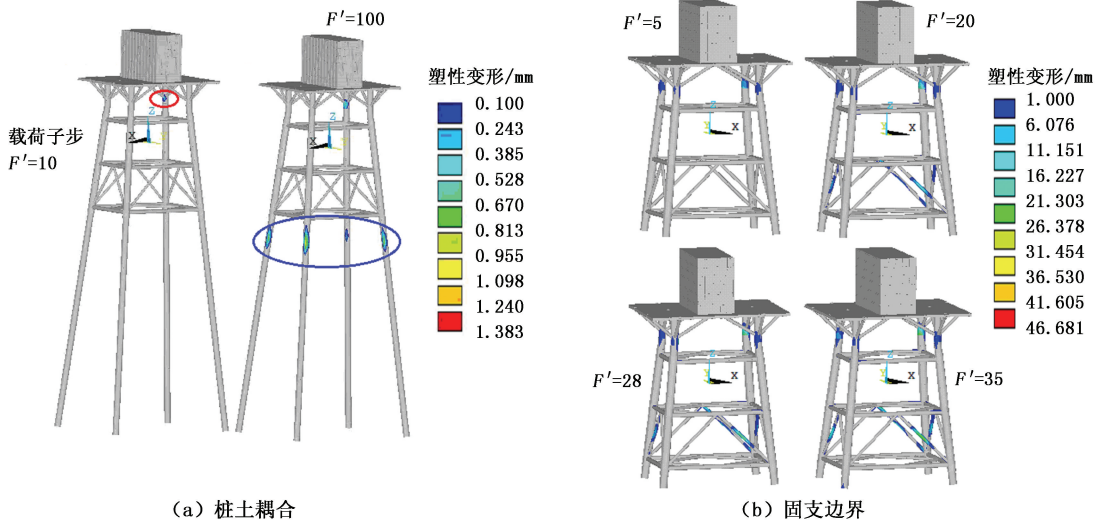 F′=100
载荷子步
F′=10
Z
X
Y
Z
X
Y
塑性变形/mm
0.100
0.243
0.385
0.528
0.670
0.813
0.955
1.098
1.240
1.383
(a) 桩土耦合
F′=5
F′=20
Z
Y
X
Z
Y
X
F′=28
F′=35
Z
Y
X
Z
Y
X
塑性变形/mm
1.000
6.076
11.151
16.227
21.303
26.378
31.454
36.530
41.605
46.681
(b) 固支边界